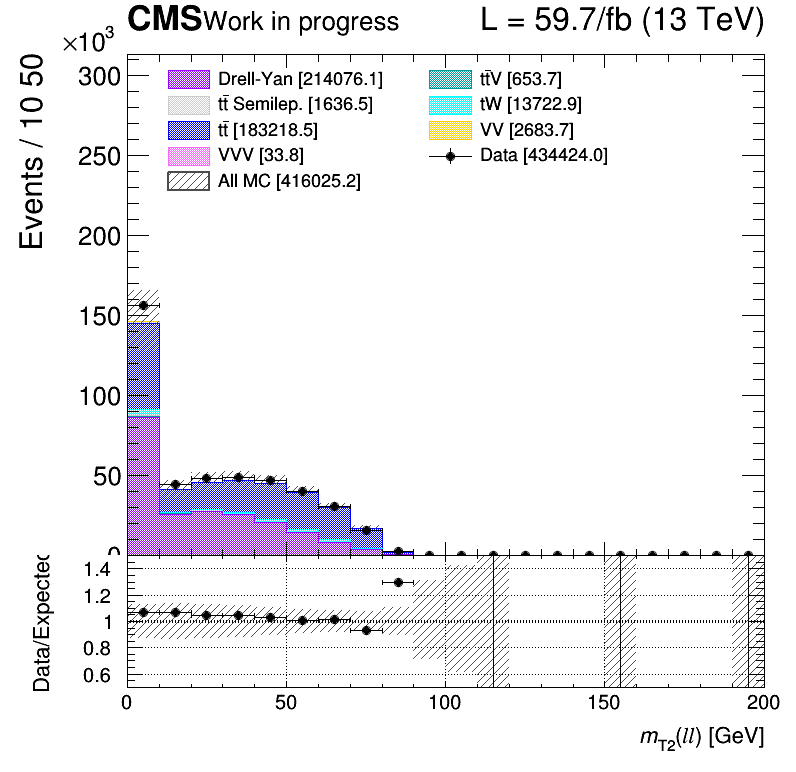 CMS Work in progress L = 59.7/fb (13 TeV)
×10³
Events / 10 50
Drell-Yan [214076.1]
tt̄ Semilep. [1636.5]
tt̄ [183218.5]
VVV [33.8]
All MC [416025.2]
tt̄V [653.7]
tW [13722.9]
VV [2683.7]
Data [434424.0]
300
250
200
150
100
50
0
Data/Expected
1.4
1.2
1
0.8
0.6
0 50 100 150 200
m_T2(ll) [GeV]